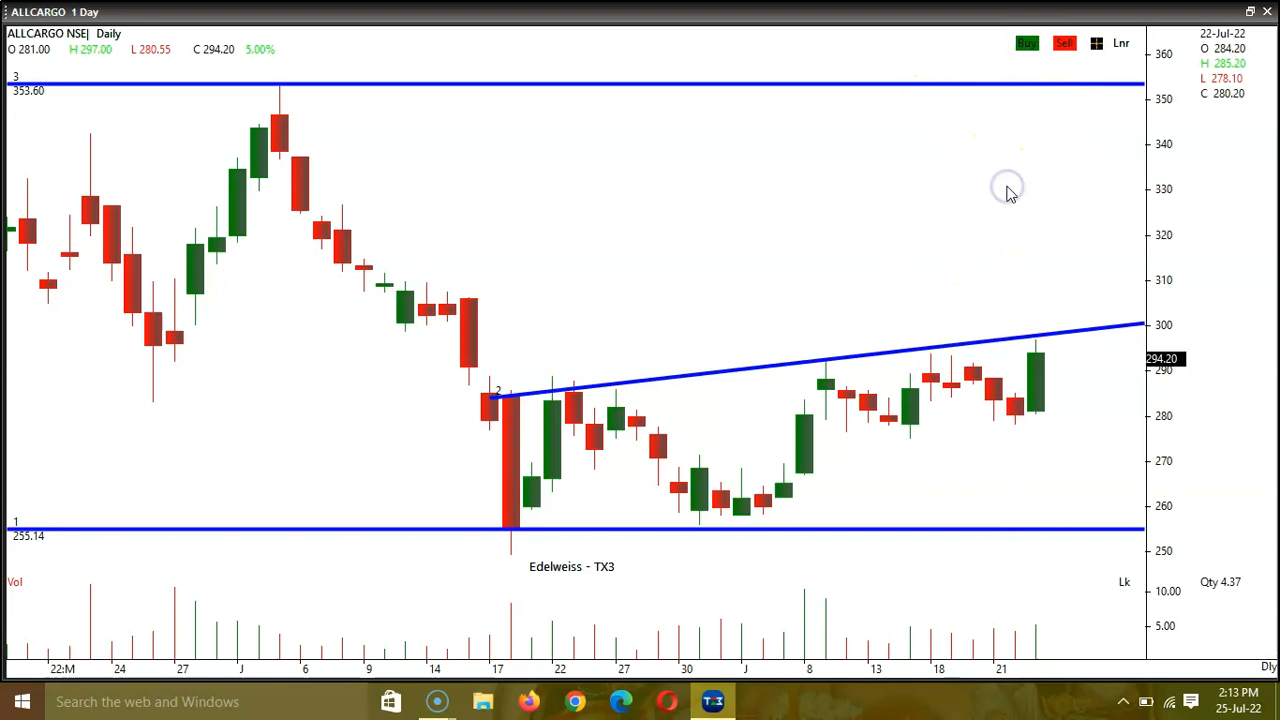 ALLCARGO 1 Day
ALLCARGO NSE| Daily
O 281.00 H 297.00 L 280.55 C 294.20 5.00%
Buy Sell Lnr
22-Jul-22
O 284.20
H 285.20
L 278.10
C 280.20
3
353.60
360
350
340
330
320
310
300
294.20
290
280
270
260
250
2
1
255.14
Edelweiss - TX3
Vol
Lk
Qty 4.37
10.00
5.00
22:M 24 27 J 6 9 14 17 22 27 30 J 8 13 18 21
Dly
Search the web and Windows
TX3
2:13 PM
25-Jul-22